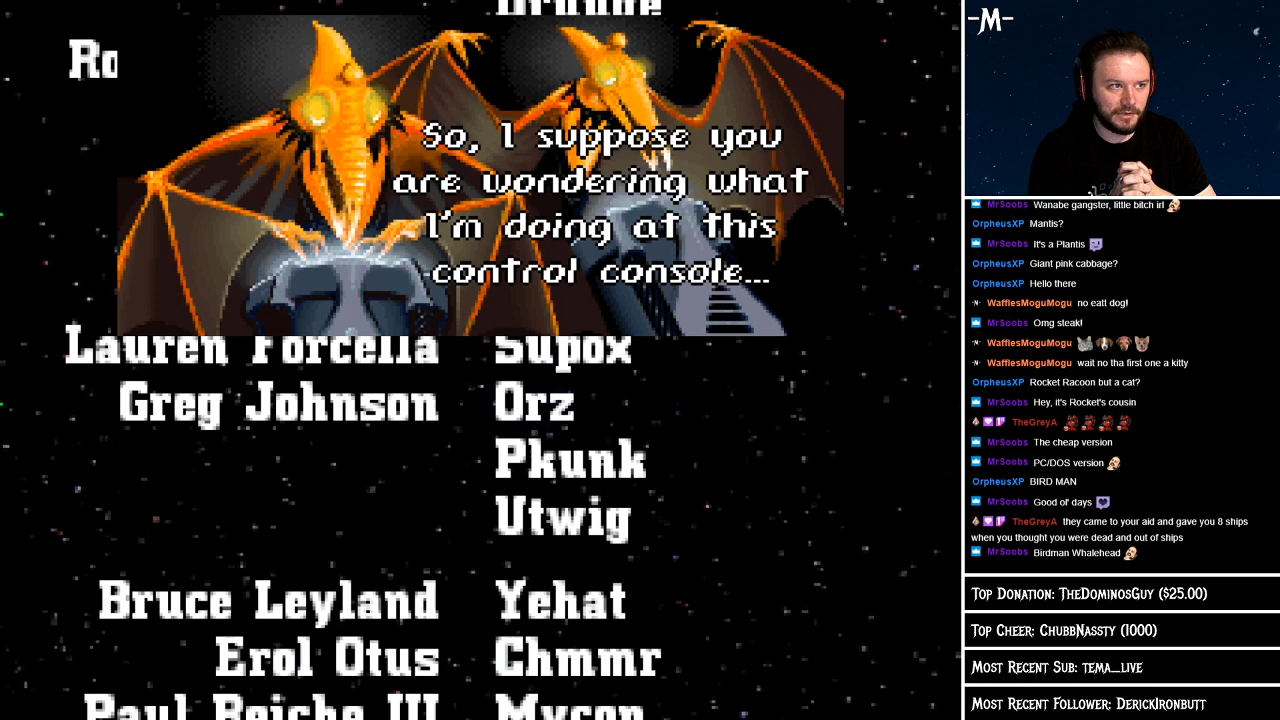 Ro
So, I suppose you
are wondering what
I'm doing at this
control console...
Lauren Forcella Supox
Greg Johnson Orz
Pkunk
Utwig
Bruce Leyland Yehat
Erol Otus Chmmr
Paul Reiche III Mycon
-M-
MrSoobs Wanabe gangster, little bitch irl
OrpheusXP Mantis?
MrSoobs It's a Plantis
OrpheusXP Giant pink cabbage?
OrpheusXP Hello there
WafflesMoguMogu no eatt dog!
MrSoobs Omg steak!
WafflesMoguMogu
WafflesMoguMogu wait no tha first one a kitty
OrpheusXP Rocket Racoon but a cat?
MrSoobs Hey, it's Rocket's cousin
TheGreyA
MrSoobs The cheap version
MrSoobs PC/DOS version
OrpheusXP BIRD MAN
MrSoobs Good ol' days
TheGreyA they came to your aid and gave you 8 ships
when you thought you were dead and out of ships
MrSoobs Birdman Whalehead
Top Donation: TheDominosGuy ($25.00)
Top Cheer: ChubbNassty (1000)
Most Recent Sub: tema_live
Most Recent Follower: DerickIronbutt